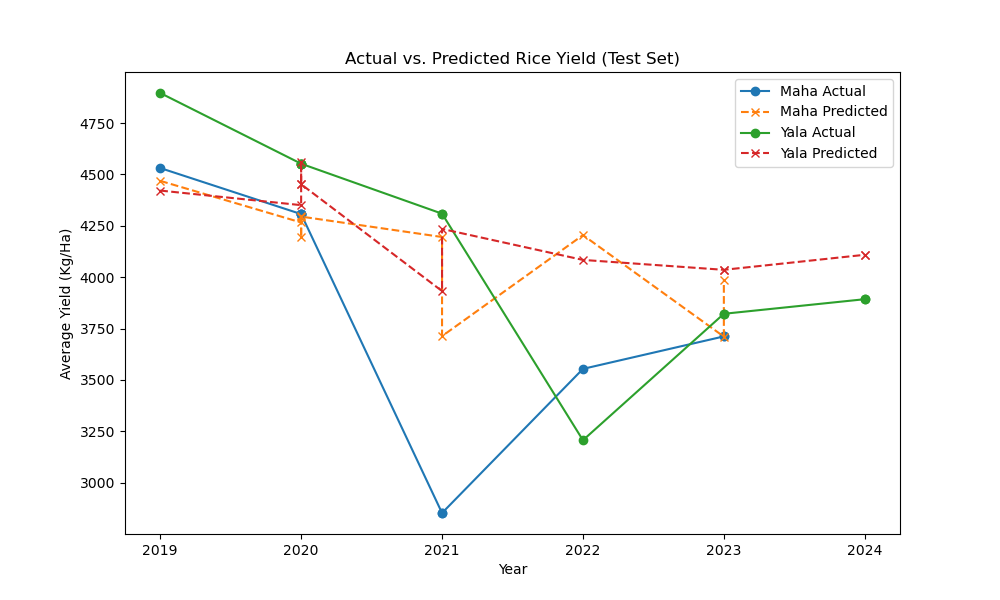 Actual vs. Predicted Rice Yield (Test Set)
Maha Actual
Maha Predicted
Yala Actual
Yala Predicted
Average Yield (Kg/Ha)
4750
4500
4250
4000
3750
3500
3250
3000
2019 2020 2021 2022 2023 2024
Year